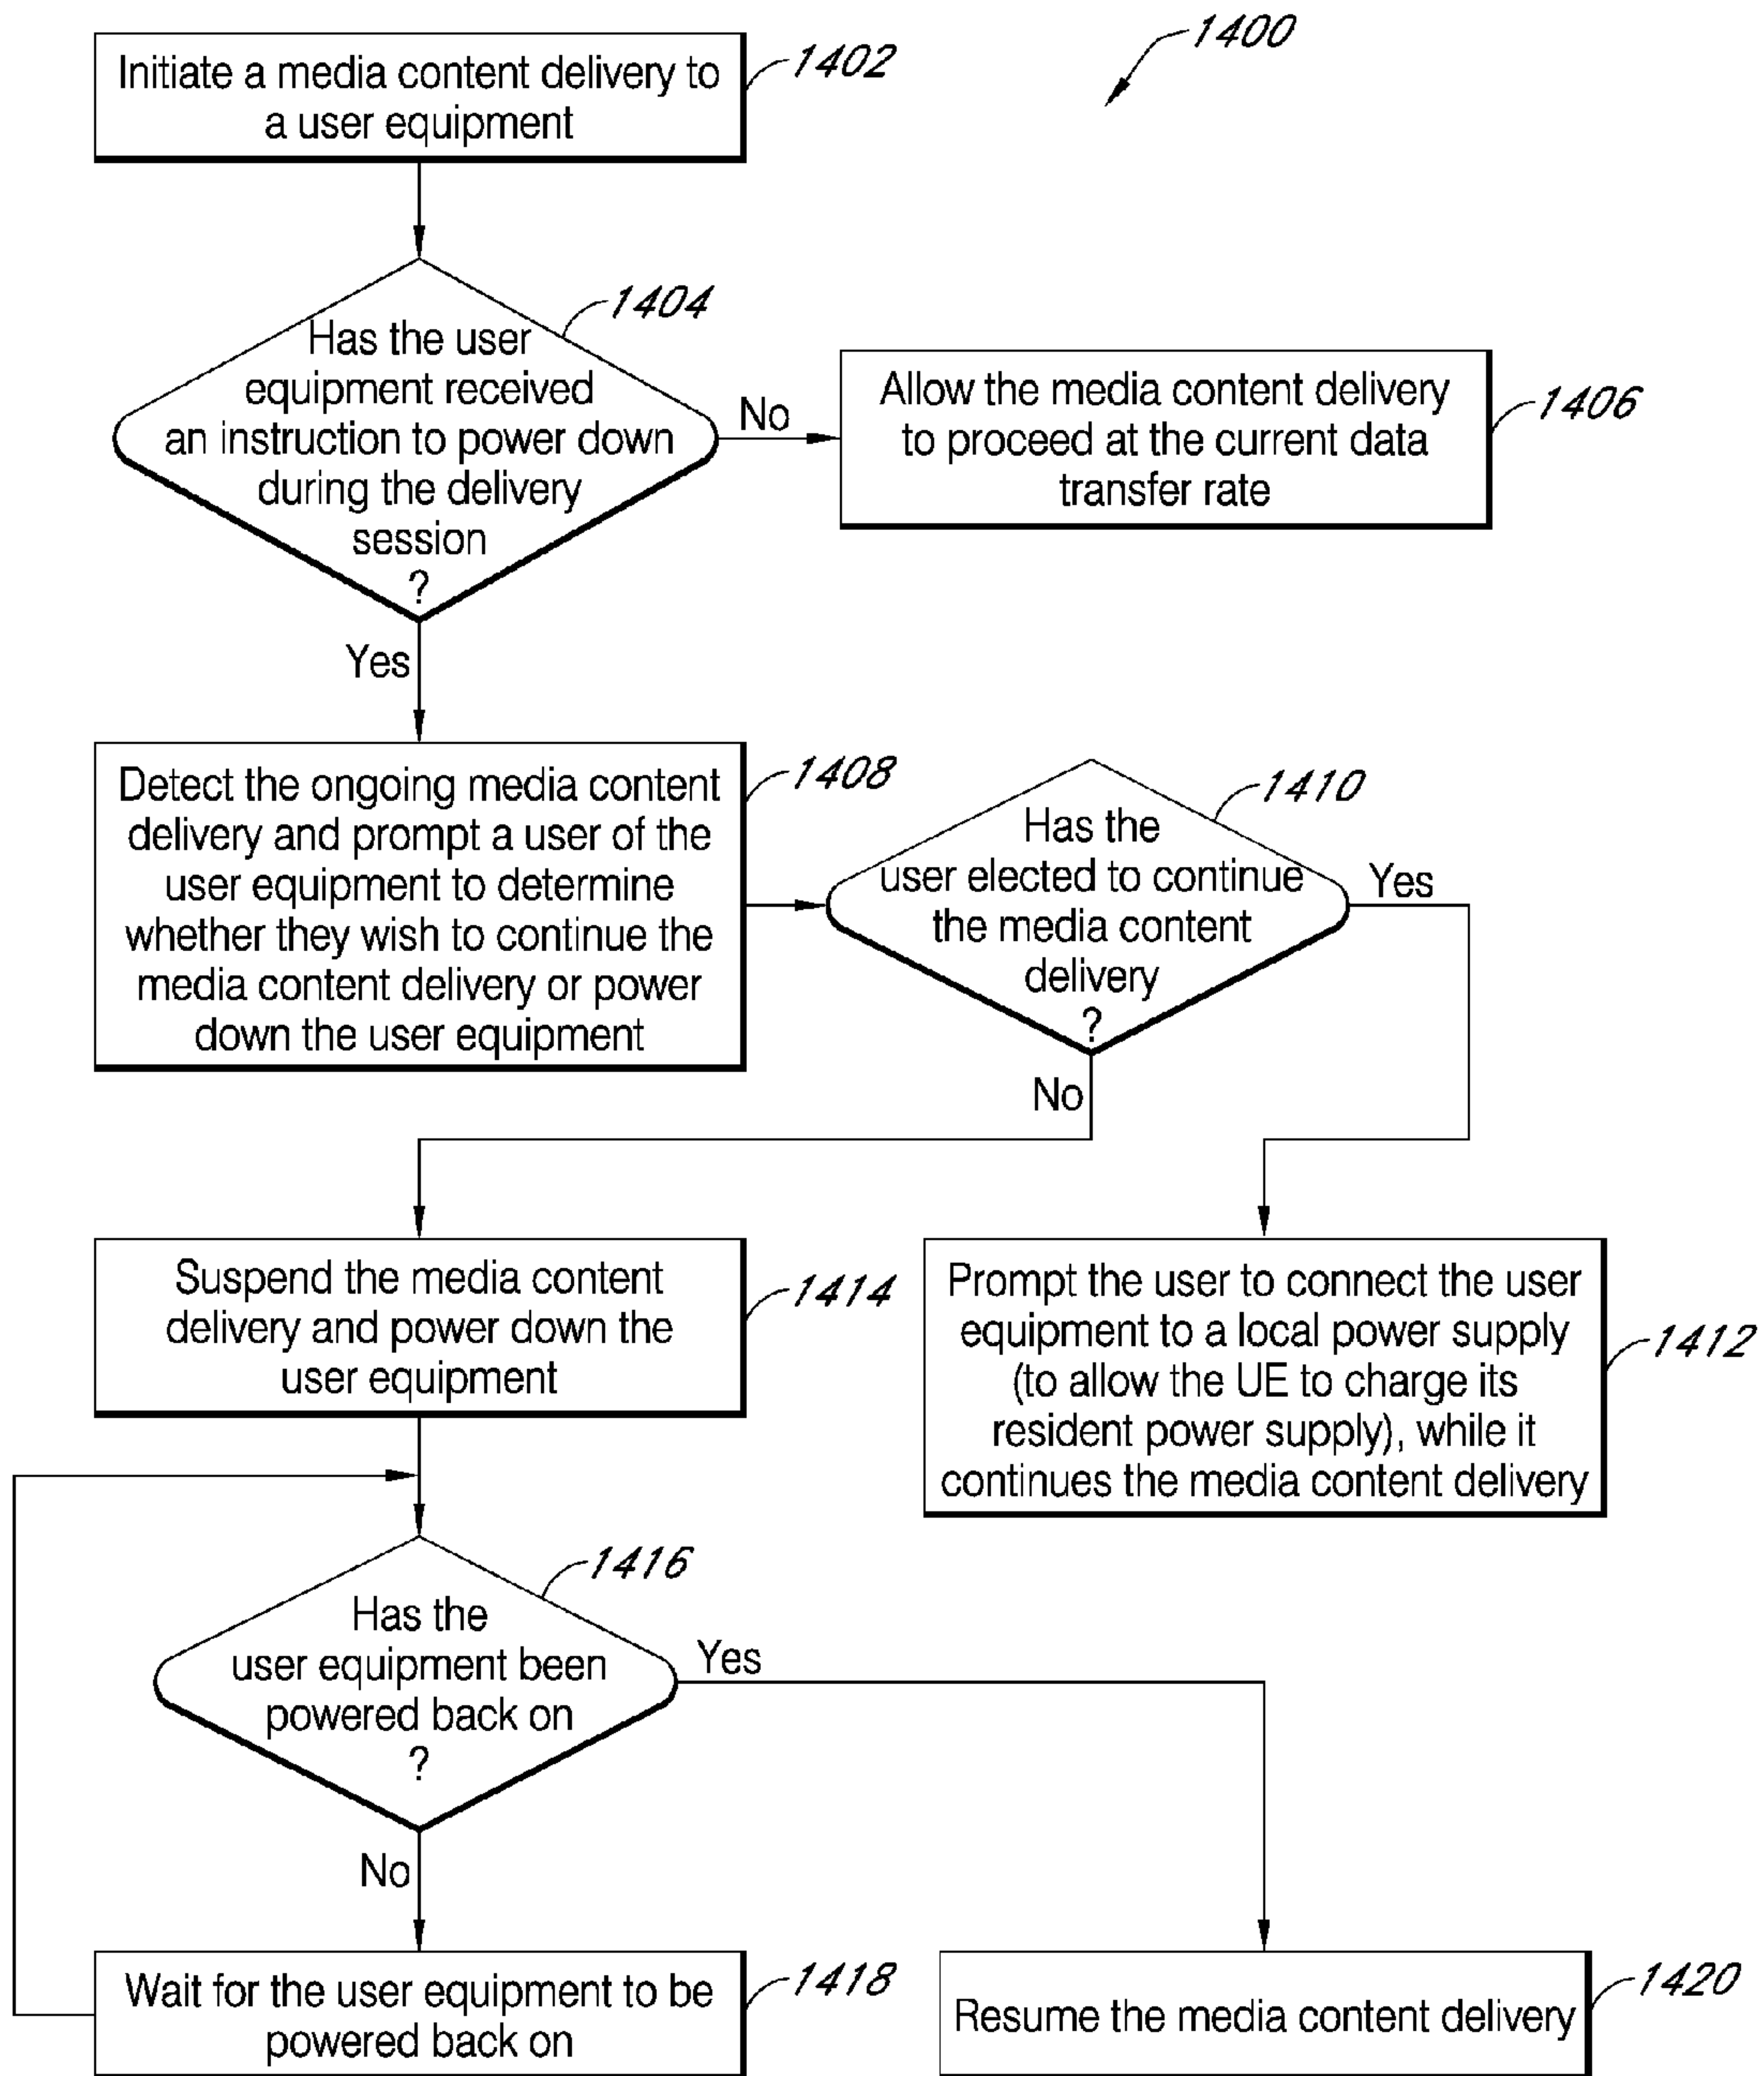 1400
Initiate a media content delivery to
a user equipment
1402
Has the user
equipment received
an instruction to power down
during the delivery
session
?
1404
No
Allow the media content delivery
to proceed at the current data
transfer rate
1406
Yes
Detect the ongoing media content
delivery and prompt a user of the
user equipment to determine
whether they wish to continue the
media content delivery or power
down the user equipment
1408
Has the
user elected to continue
the media content
delivery
?
1410
Yes
No
Suspend the media content
delivery and power down the
user equipment
1414
Prompt the user to connect the user
equipment to a local power supply
(to allow the UE to charge its
resident power supply), while it
continues the media content delivery
1412
Has the
user equipment been
powered back on
?
1416
Yes
No
Wait for the user equipment to be
powered back on
1418
Resume the media content delivery
1420